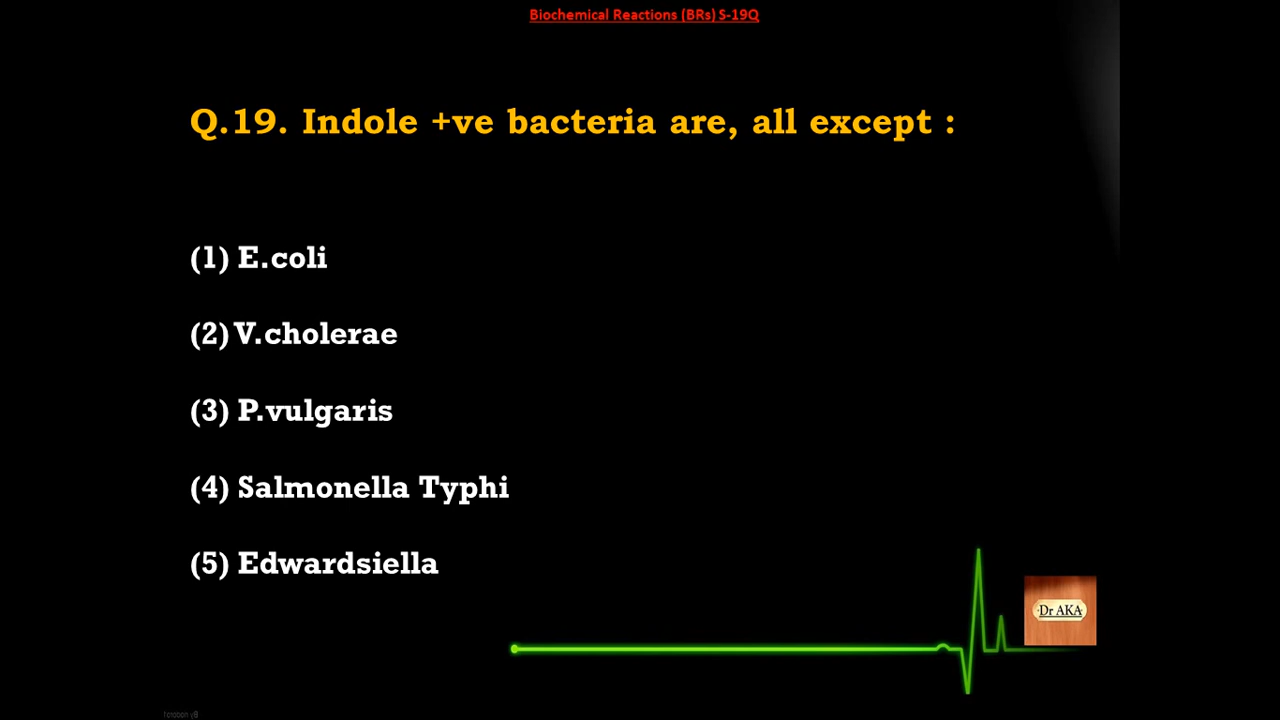 Biochemical Reactions (BRs) S-19Q
Q.19. Indole +ve bacteria are, all except :
(1) E.coli
(2) V.cholerae
(3) P.vulgaris
(4) Salmonella Typhi
(5) Edwardsiella
Dr AKA